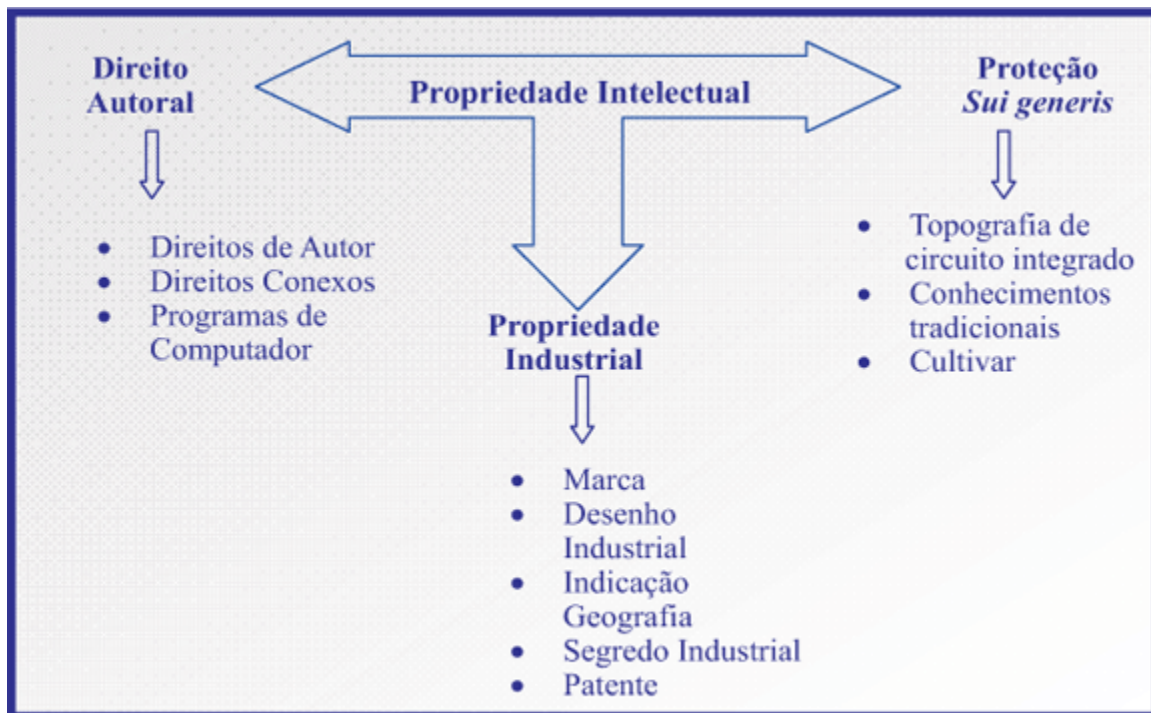 Direito
Autoral
• Direitos de Autor
• Direitos Conexos
• Programas de
Computador
Propriedade Intelectual
Propriedade
Industrial
• Marca
• Desenho
Industrial
• Indicação
Geografia
• Segredo Industrial
• Patente
Proteção
Sui generis
• Topografia de
circuito integrado
• Conhecimentos
tradicionais
• Cultivar